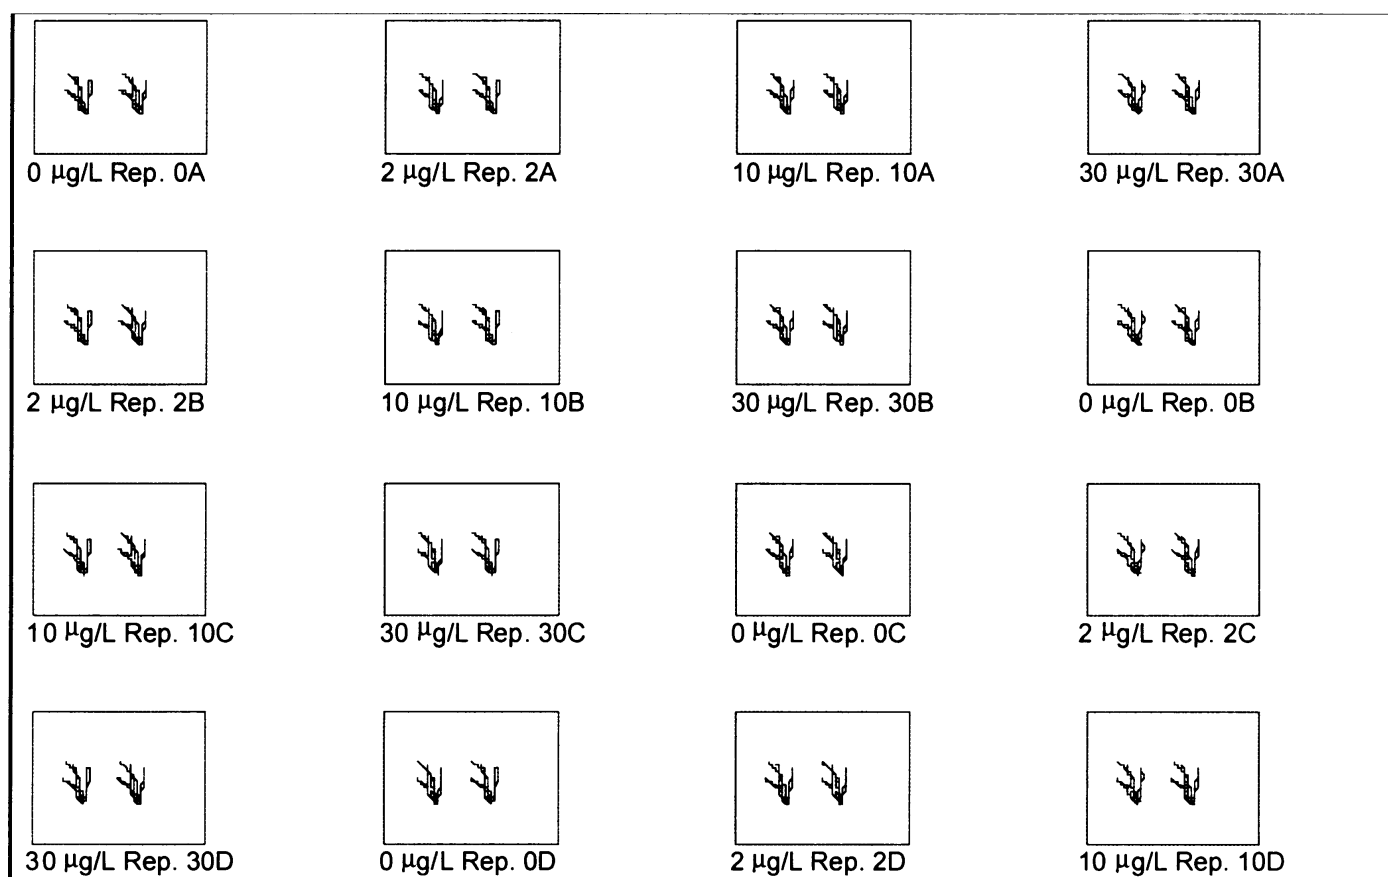 0 μg/L Rep. 0A
2 μg/L Rep. 2A
10 μg/L Rep. 10A
30 μg/L Rep. 30A
2 μg/L Rep. 2B
10 μg/L Rep. 10B
30 μg/L Rep. 30B
0 μg/L Rep. 0B
10 μg/L Rep. 10C
30 μg/L Rep. 30C
0 μg/L Rep. 0C
2 μg/L Rep. 2C
30 μg/L Rep. 30D
0 μg/L Rep. 0D
2 μg/L Rep. 2D
10 μg/L Rep. 10D